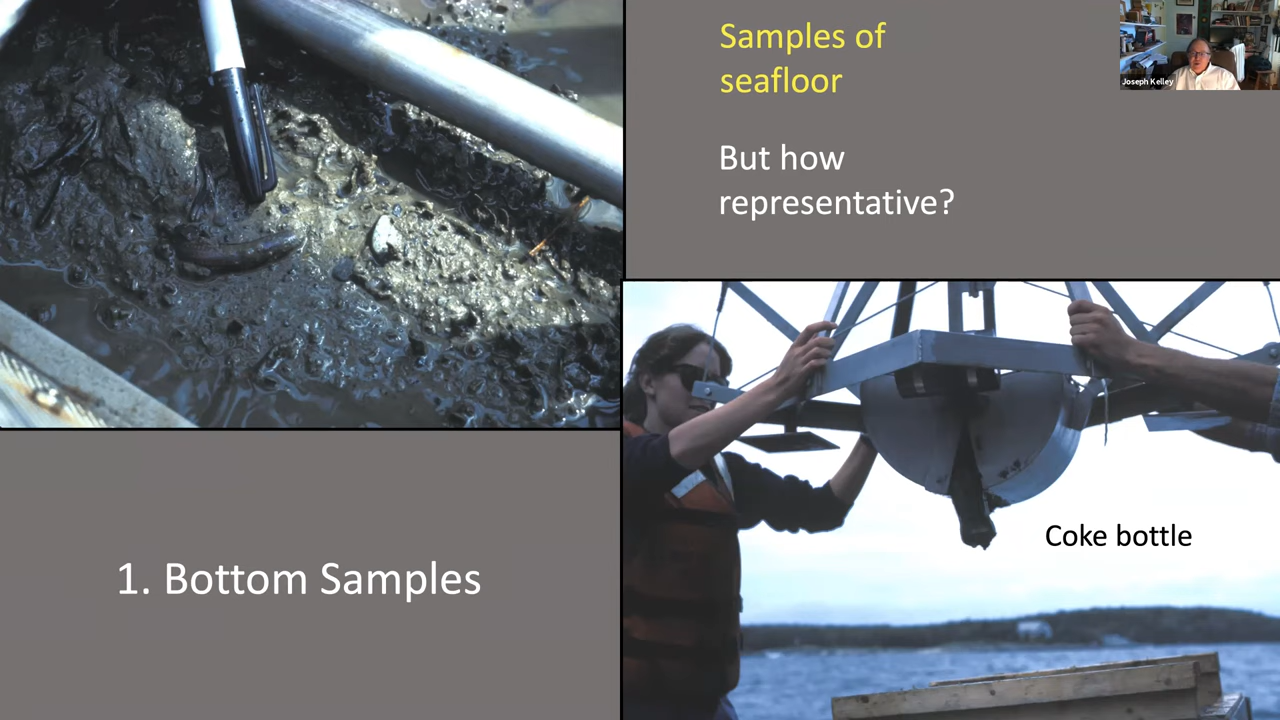 Samples of
seafloor
Joseph Kelley
But how
representative?
Coke bottle
1. Bottom Samples